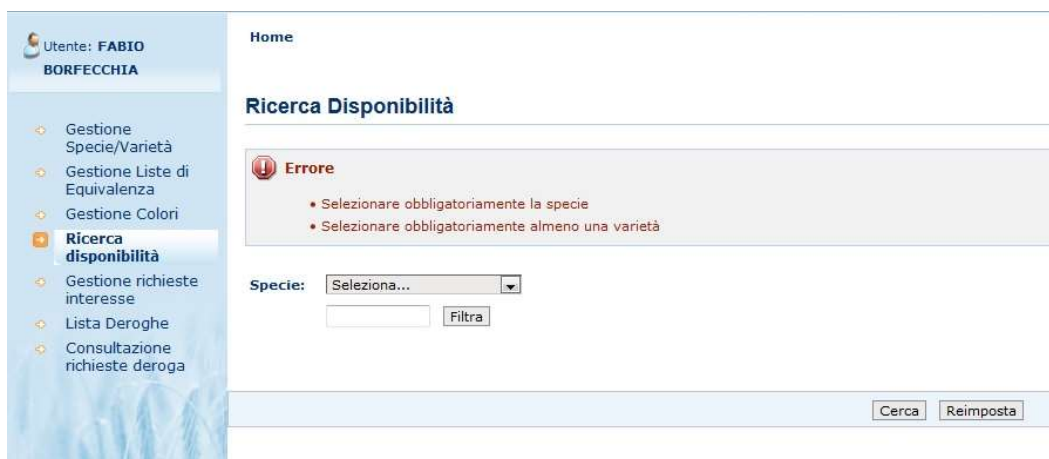 Utente: FABIO
BORFECCHIA
Gestione
Specie/Varietà
Gestione Liste di
Equivalenza
Gestione Colori
Ricerca
disponibilità
Gestione richieste
interesse
Lista Deroghe
Consultazione
richieste deroga
Home
Ricerca Disponibilità
Errore
• Selezionare obbligatoriamente la specie
• Selezionare obbligatoriamente almeno una varietà
Specie: Seleziona...
Filtra
Cerca Reimposta